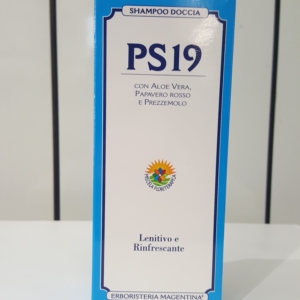 SHAMPOO DOCCIA
PS19
CON ALOE VERA,
PAPAVERO ROSSO
E PREZZEMOLO
Lenitivo e
Rinfrescante
ERBORISTERIA MAGENTINA®